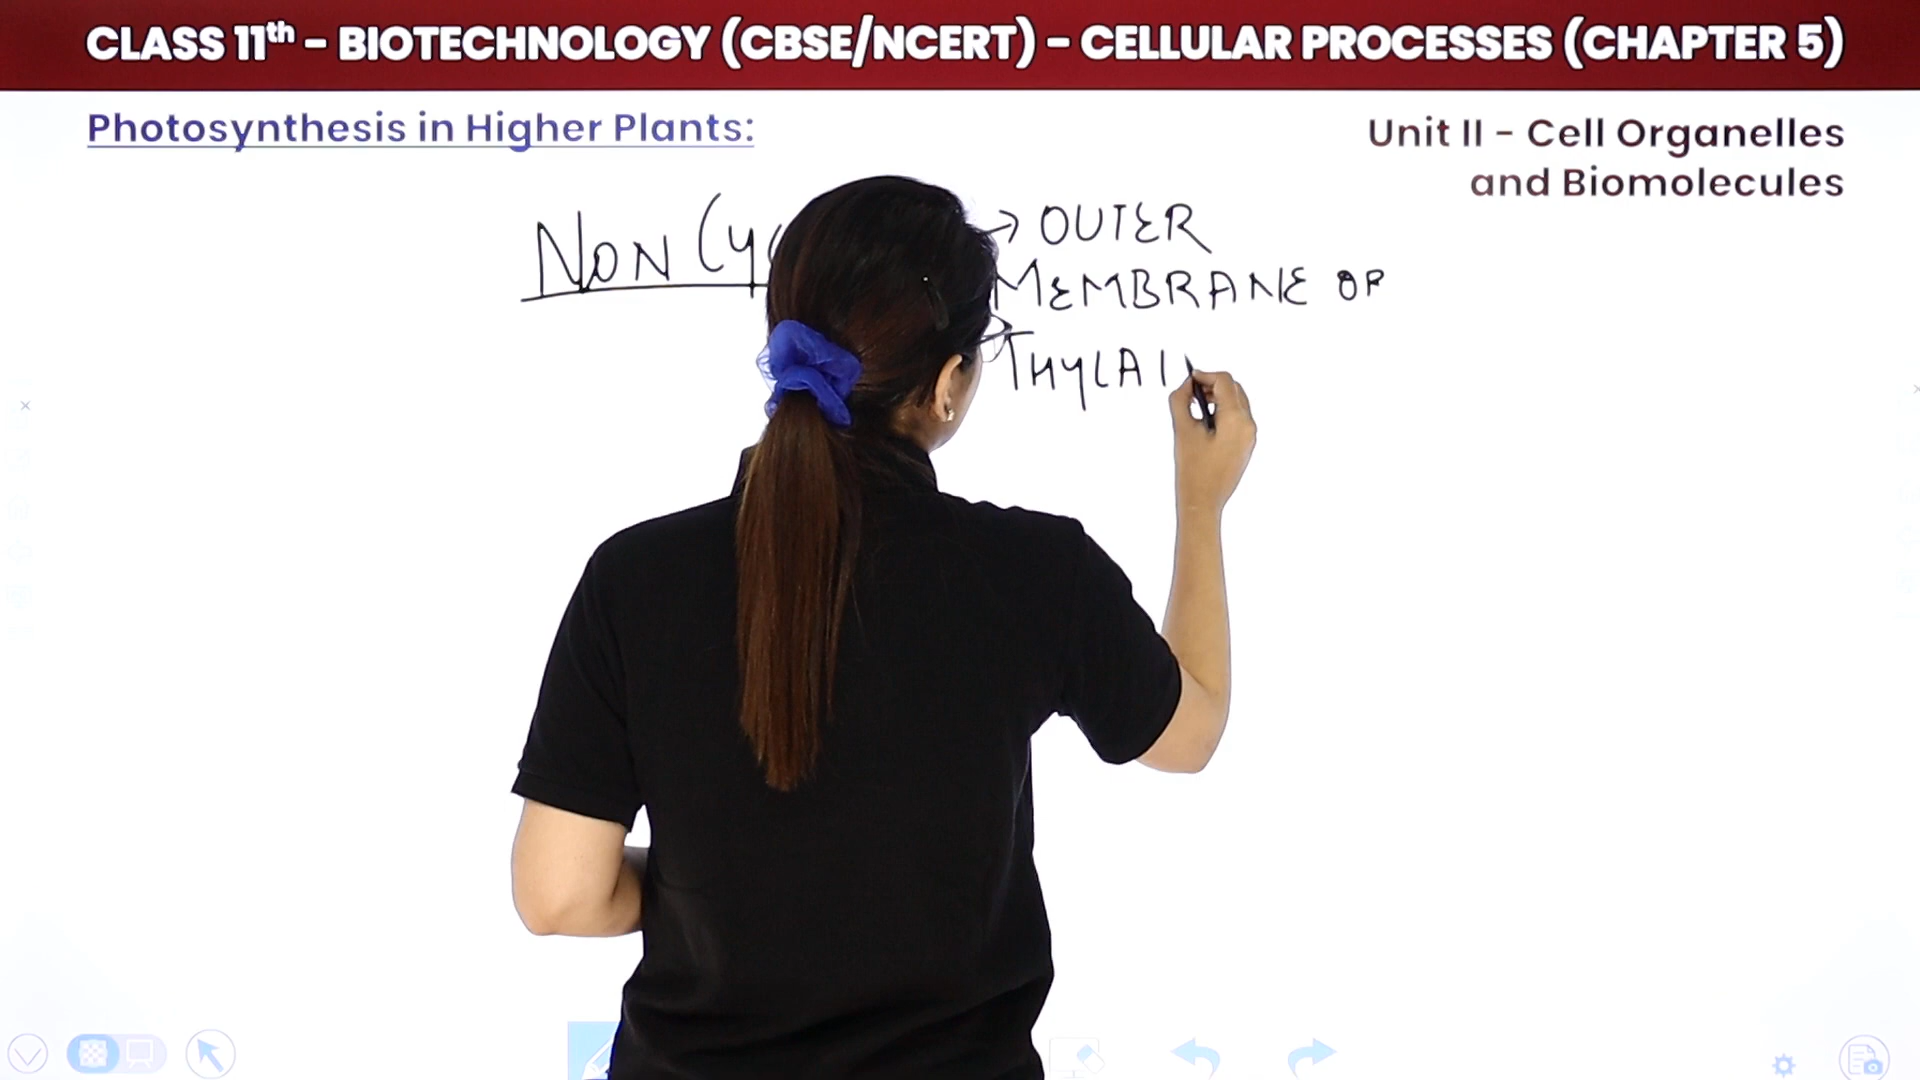 CLASS 11th - BIOTECHNOLOGY (CBSE/NCERT) - CELLULAR PROCESSES (CHAPTER 5)
Photosynthesis in Higher Plants:
Unit II - Cell Organelles
and Biomolecules
NON CY
→ OUTER
MEMBRANE OF
THYLA